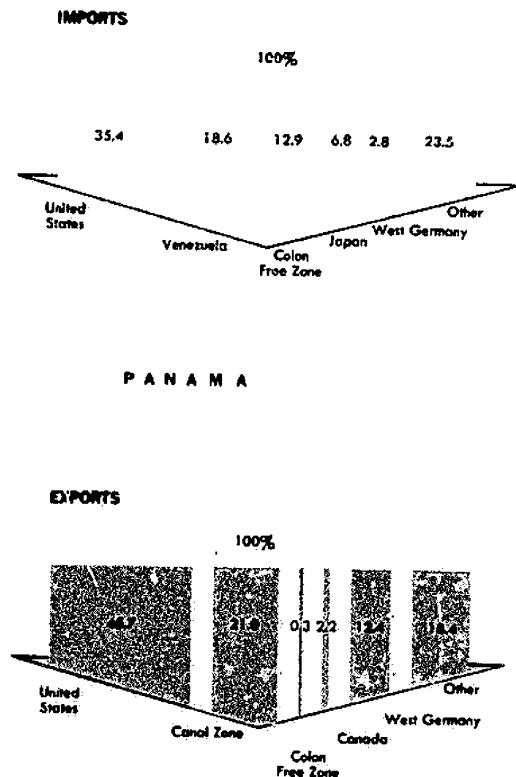 IMPORTS
100%
35.4 18.6 12.9 6.8 2.8 23.5
United
States
Venezuela
Colon
Free Zone
Japan
West Germany
Other
PANAMA
EXPORTS
100%
0.3 2.2 12.4
United
States
Canal Zone
Colon
Free Zone
Canada
West Germany
Other